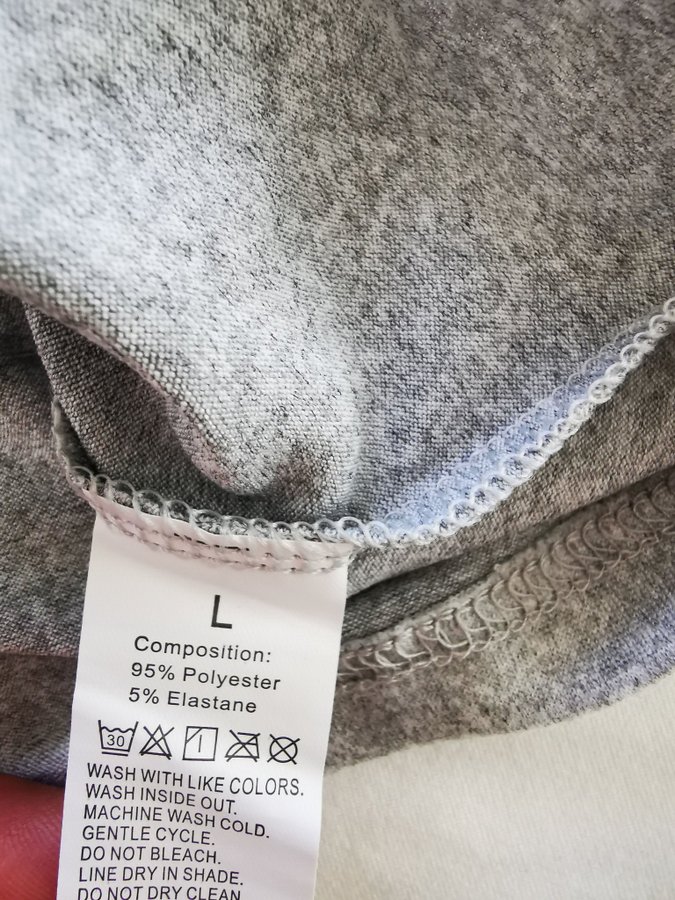 L
Composition:
95% Polyester
5% Elastane
30
WASH WITH LIKE COLORS.
WASH INSIDE OUT.
MACHINE WASH COLD.
GENTLE CYCLE.
DO NOT BLEACH.
LINE DRY IN SHADE.
DO NOT DRY CLEAN